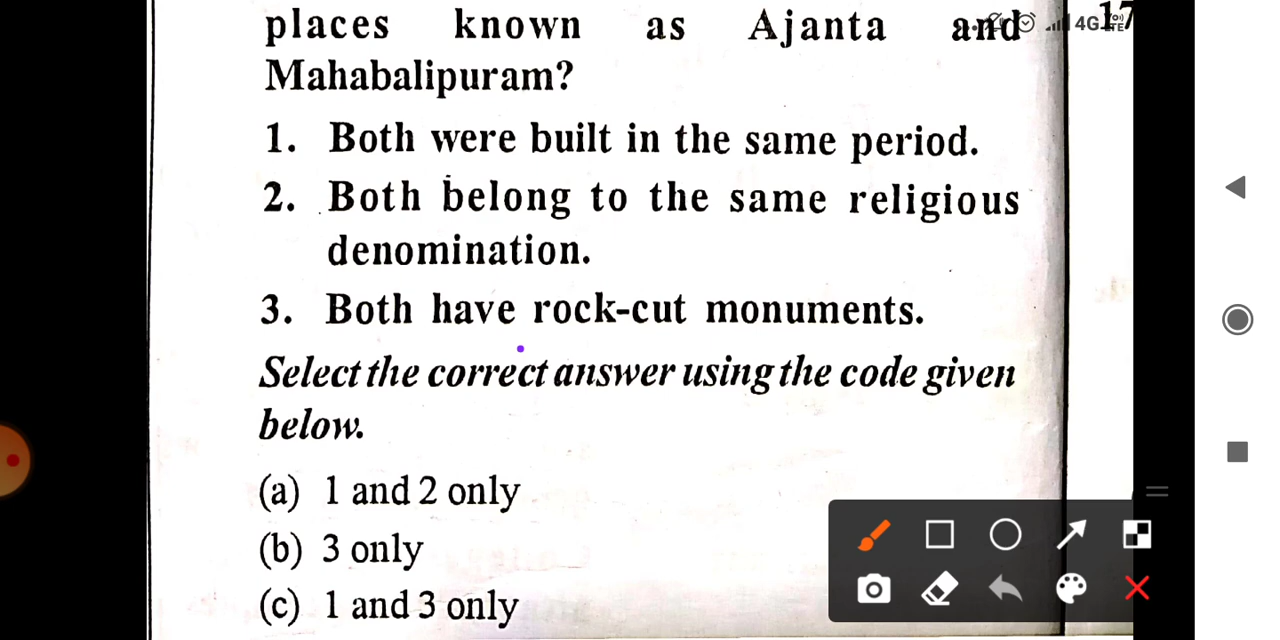 places known as Ajanta and
Mahabalipuram?
17
4G
1. Both were built in the same period.
2. Both belong to the same religious
denomination.
3. Both have rock-cut monuments.
Select the correct answer using the code given
below.
(a) 1 and 2 only
(b) 3 only
(c) 1 and 3 only